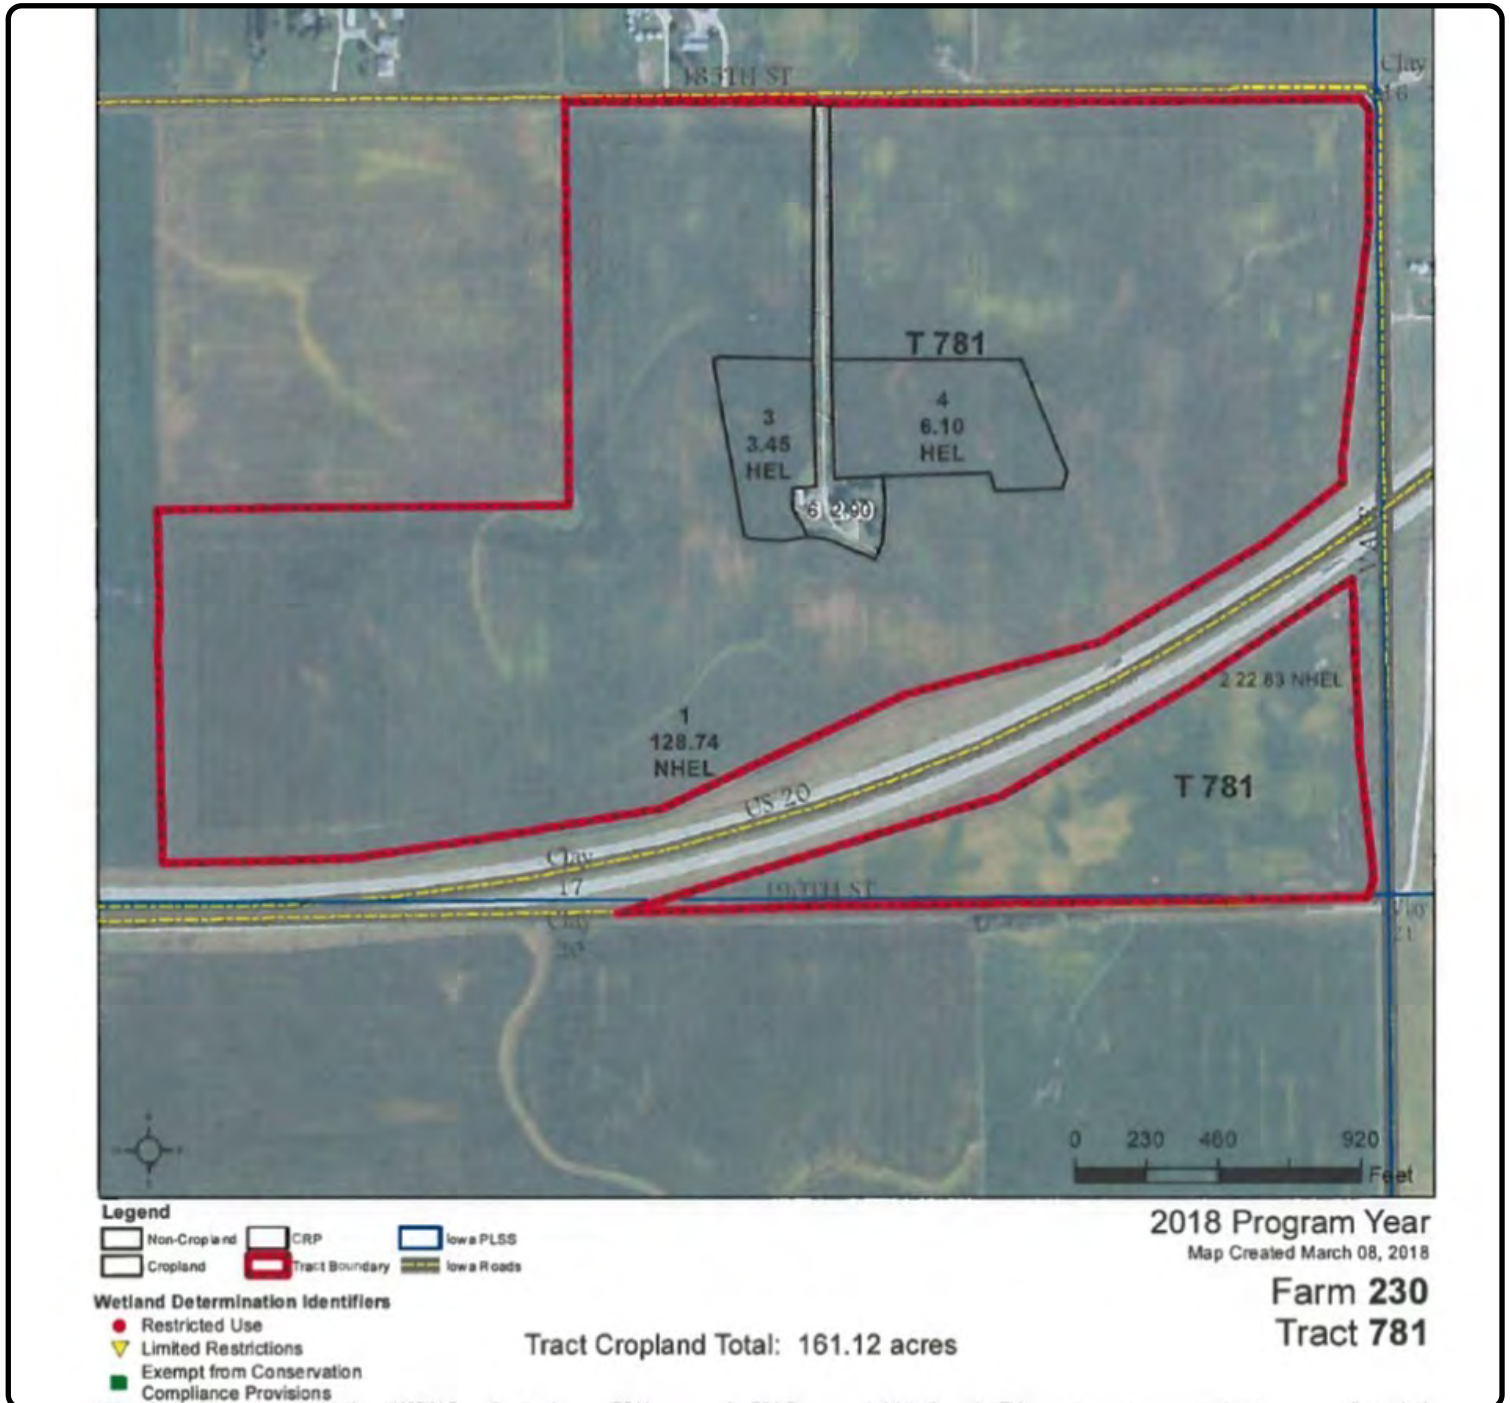 185TH ST
Clay
16
T 781
3
3.45
HEL
4
6.10
HEL
6 2.90
2 22.83 NHEL
1
128.74
NHEL
T 781
US 20
Clay
17
190TH ST
Clay
20
Clay
21
0 230 460 920
Feet
Legend
Non-Cropland
CRP
Iowa PLSS
Cropland
Tract Boundary
Iowa Roads
Wetland Determination Identifiers
Restricted Use
Limited Restrictions
Exempt from Conservation
Compliance Provisions
Tract Cropland Total: 161.12 acres
2018 Program Year
Map Created March 08, 2018
Farm 230
Tract 781